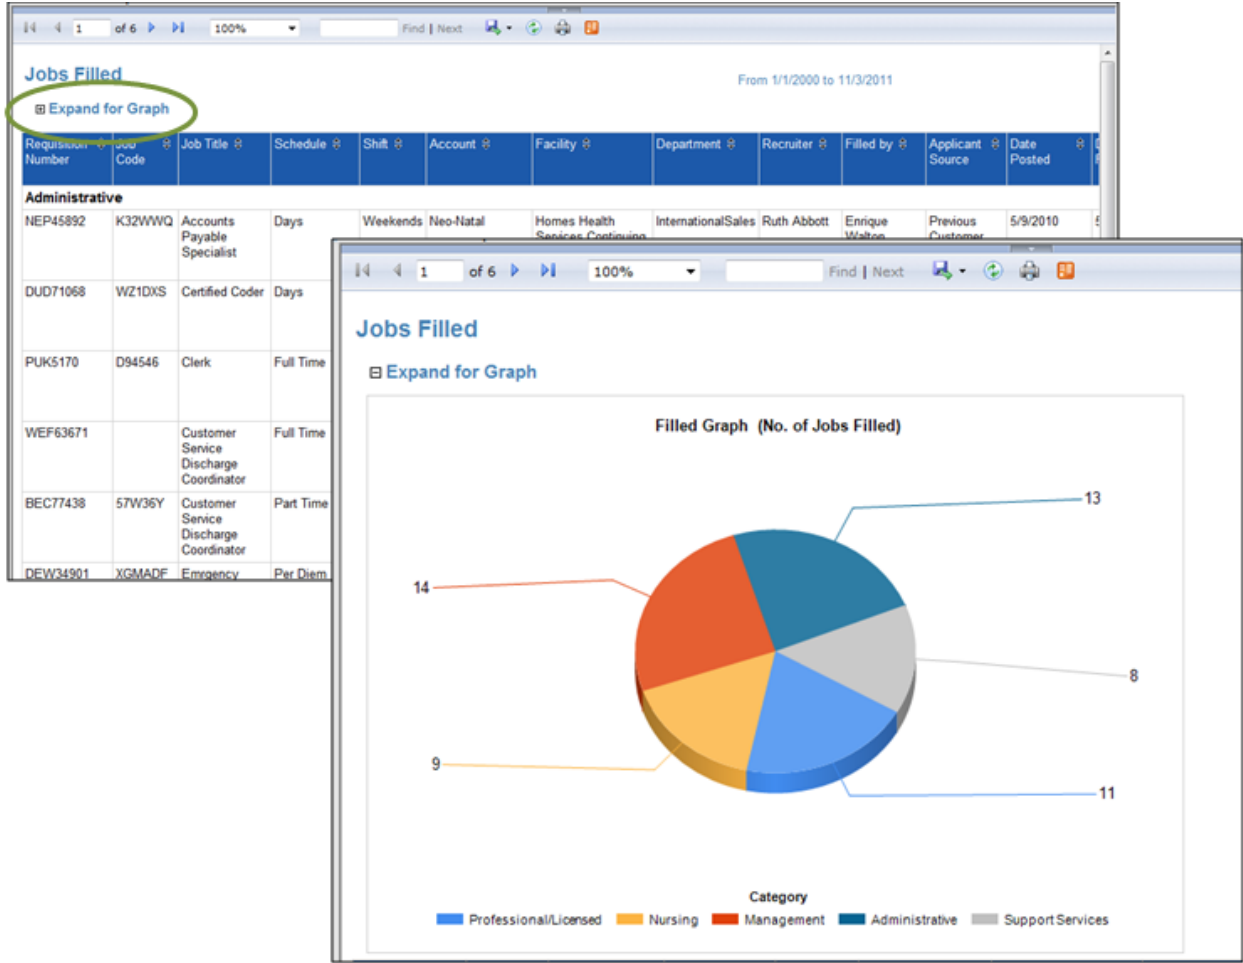 1 of 6 100% Find | Next
Jobs Filled
From 1/1/2000 to 11/3/2011
Expand for Graph
Requisition Number Job Code Job Title Schedule Shift Account Facility Department Recruiter Filled by Applicant Source Date Posted
Administrative
NEP45892 K32WWQ Accounts Payable Specialist Days Weekends Neo-Natal Homes Health Services Continuing InternationalSales Ruth Abbott Enrique Walton Previous Customer 5/9/2010
DUD71068 WZ1DXS Certified Coder Days
PUK5170 D94546 Clerk Full Time
WEF63671 Customer Service Discharge Coordinator Full Time
BEC77438 57W36Y Customer Service Discharge Coordinator Part Time
DEW34901 XGMADF Emrgency Per Diem
1 of 6 100% Find | Next
Jobs Filled
Expand for Graph
Filled Graph (No. of Jobs Filled)
13
14
8
9
11
Category
Professional/Licensed Nursing Management Administrative Support Services